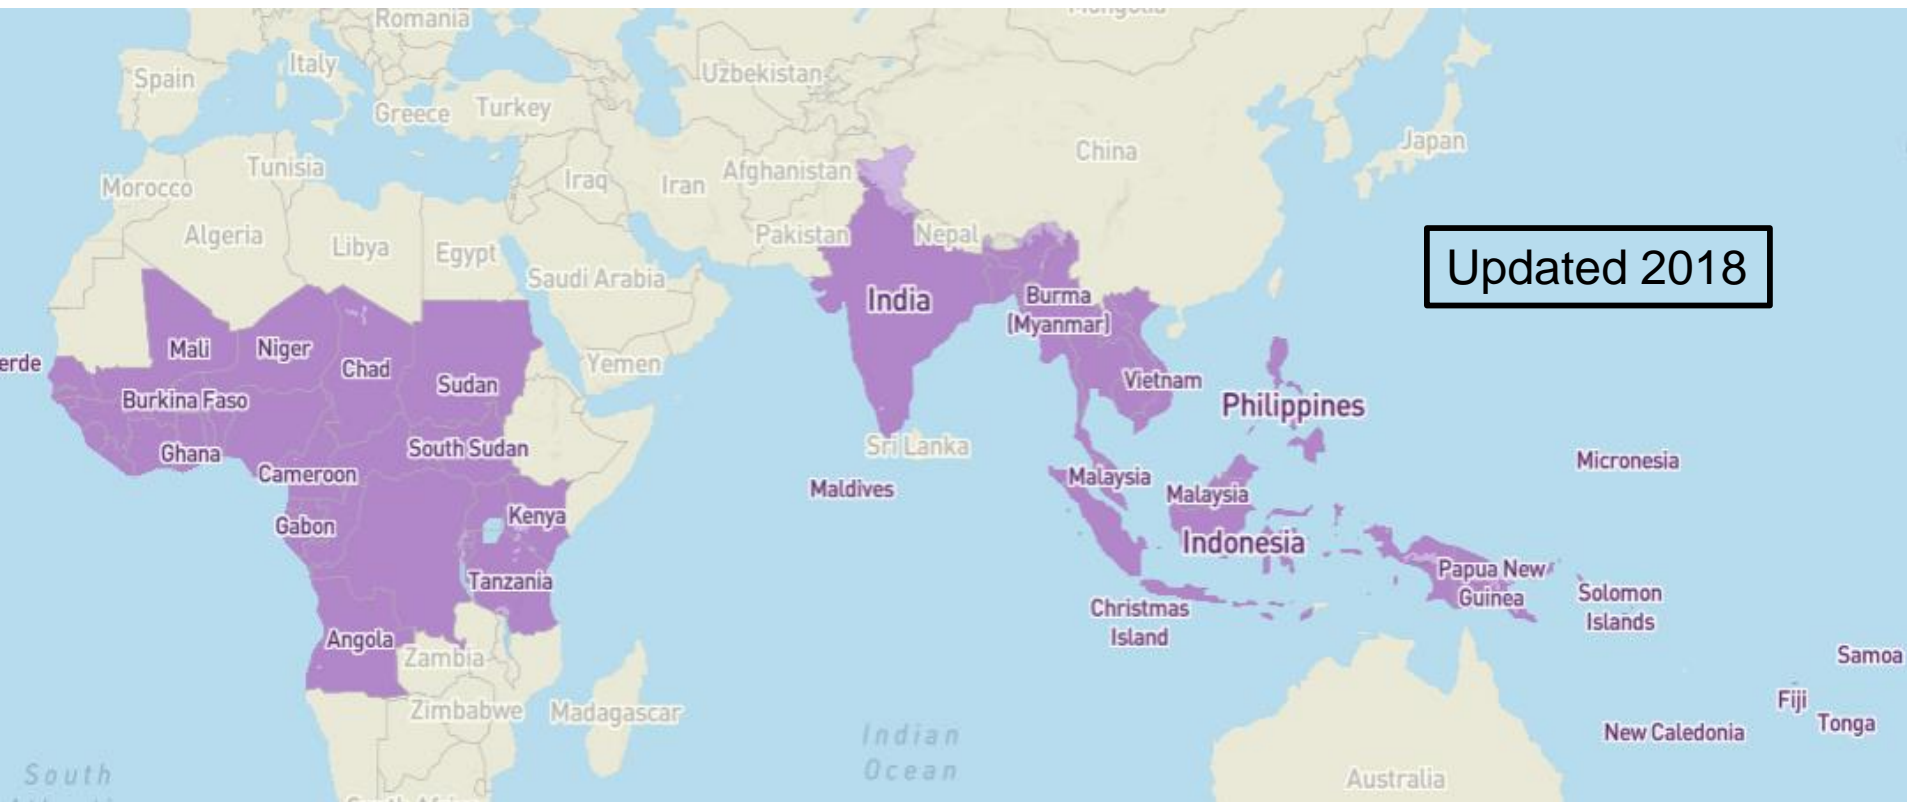 Romania
Mongolia
Italy
Spain
Uzbekistan
Greece
Turkey
Japan
China
Tunisia
Afghanistan
Morocco
Iraq
Iran
Algeria
Libya
Egypt
Pakistan
Nepal
Updated 2018
Saudi Arabia
India
Burma
(Myanmar)
Mali
Niger
Chad
Yemen
erde
Sudan
Vietnam
Burkina Faso
Philippines
Ghana
South Sudan
Sri Lanka
Cameroon
Micronesia
Malaysia
Maldives
Malaysia
Gabon
Kenya
Indonesia
Tanzania
Papua New
Guinea
Solomon
Islands
Christmas
Island
Angola
Zambia
Samoa
Fiji
Zimbabwe
Madagascar
Tonga
New Caledonia
Indian
Ocean
South
Australia